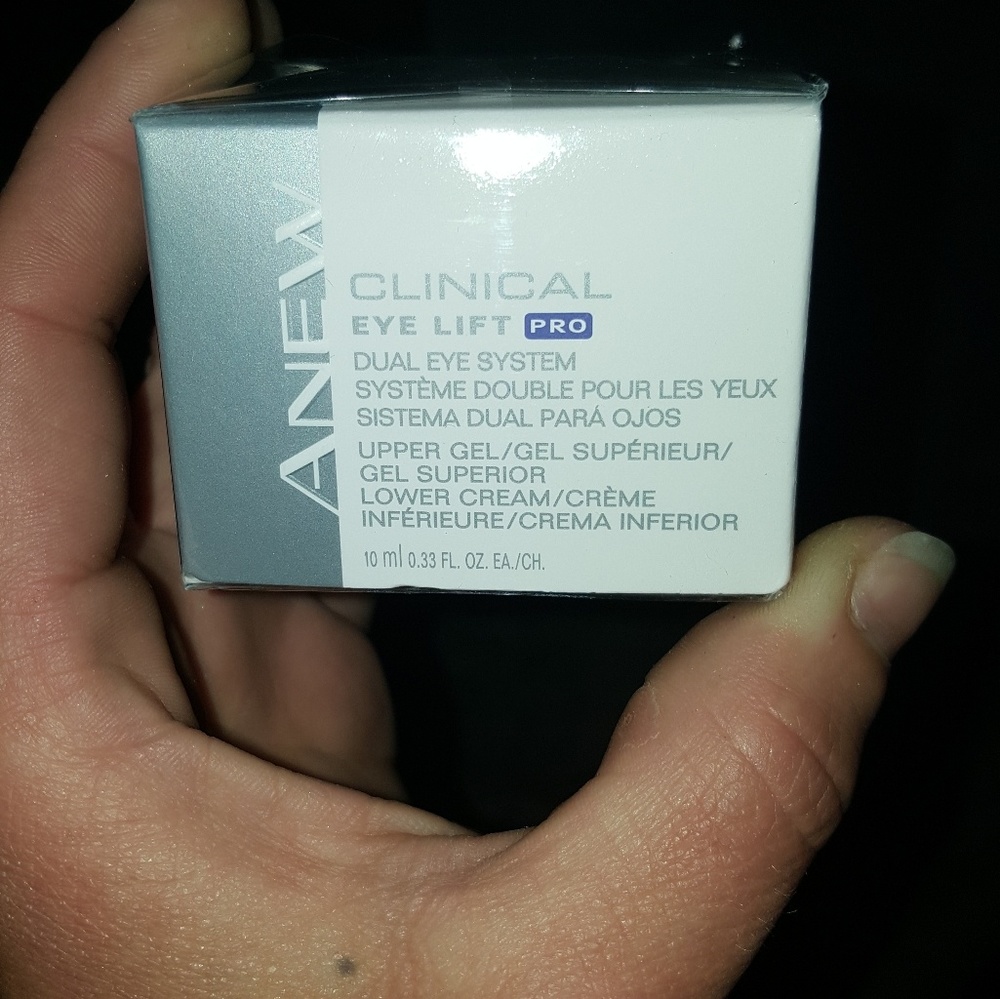 ANEW
CLINICAL
EYE LIFT PRO
DUAL EYE SYSTEM
SYSTÈME DOUBLE POUR LES YEUX
SISTEMA DUAL PARÁ OJOS
UPPER GEL/GEL SUPÉRIEUR/
GEL SUPERIOR
LOWER CREAM/CRÈME
INFÉRIEURE/CREMA INFERIOR
10 ml 0.33 FL. OZ. EA./CH.